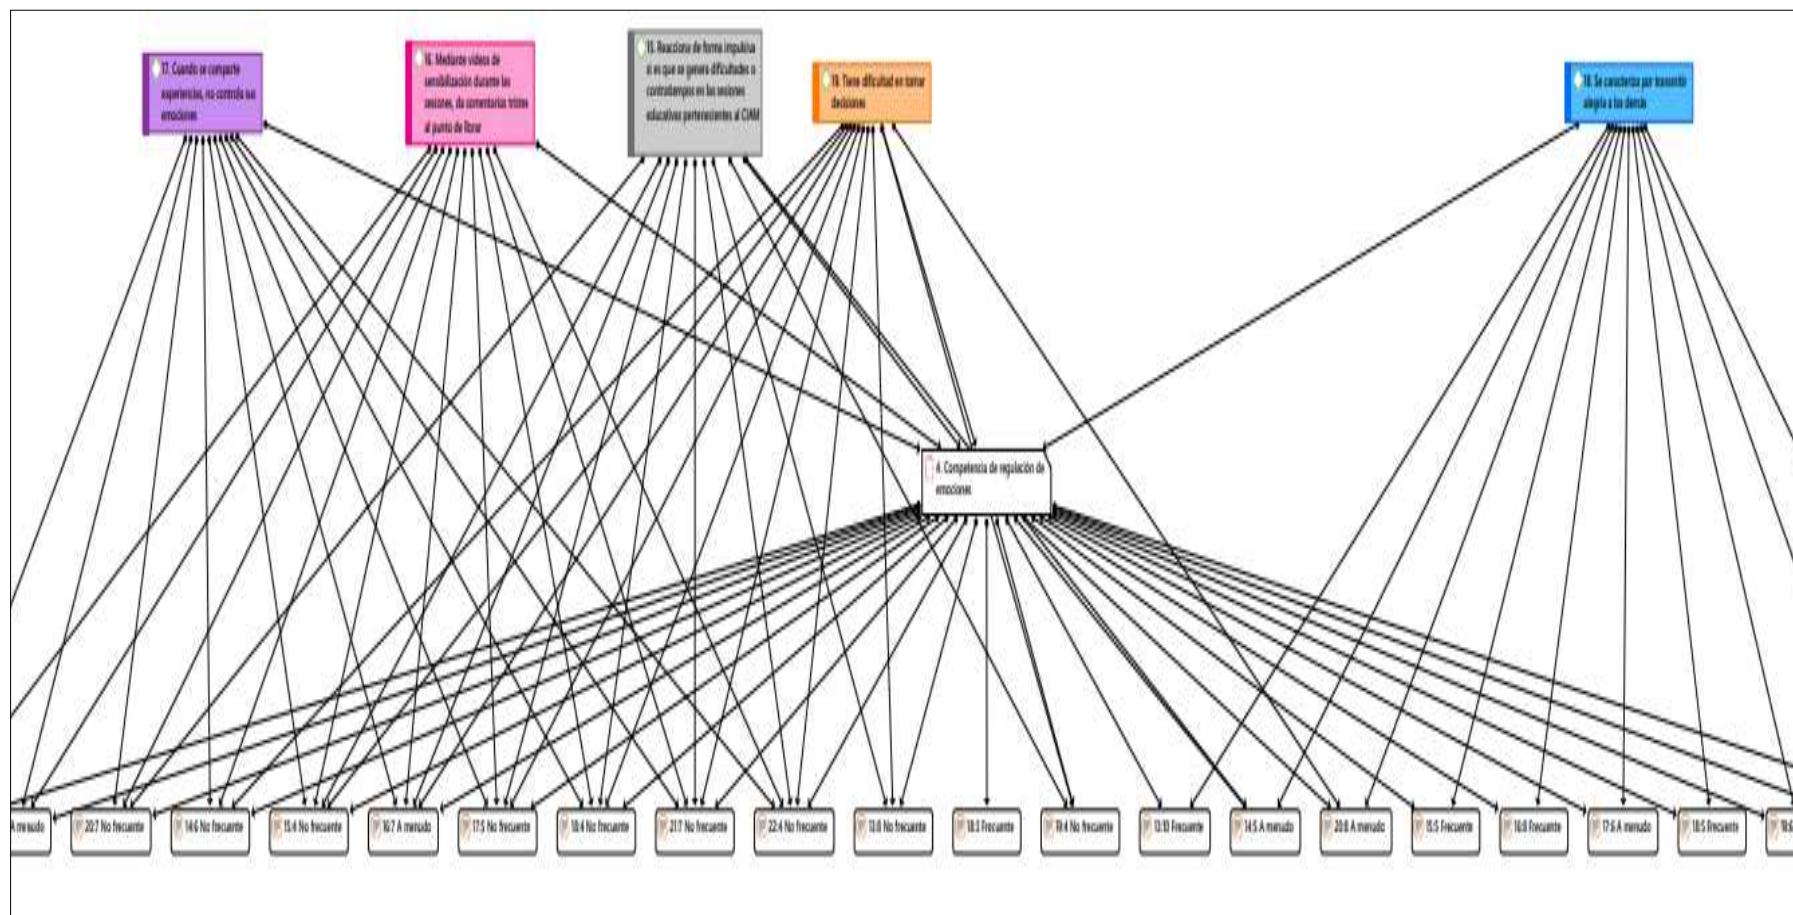 17. Cuando se comparte
experiencias, no controla sus
emociones
16. Mediante videos de
sensibilización durante las
sesiones, da comentarios tristes
al punto de llorar
15. Reacciona de forma impulsiva
si es que se genera dificultades o
contratiempos en las sesiones
educativas pertenecientes al CIAM
19. Tiene dificultad en tomar
decisiones
18. Se caracteriza por transmitir
alegría a los demás
4. Competencia de regulación de
emociones
A menudo
20:7 No frecuente
14:6 No frecuente
15:4 No frecuente
16:7 A menudo
17:5 No frecuente
18:4 No frecuente
21:7 No frecuente
22:4 No frecuente
13:8 No frecuente
18:3 Frecuente
19:4 No frecuente
13:10 Frecuente
14:5 A menudo
20:8 A menudo
15:5 Frecuente
16:8 Frecuente
17:6 A menudo
18:5 Frecuente